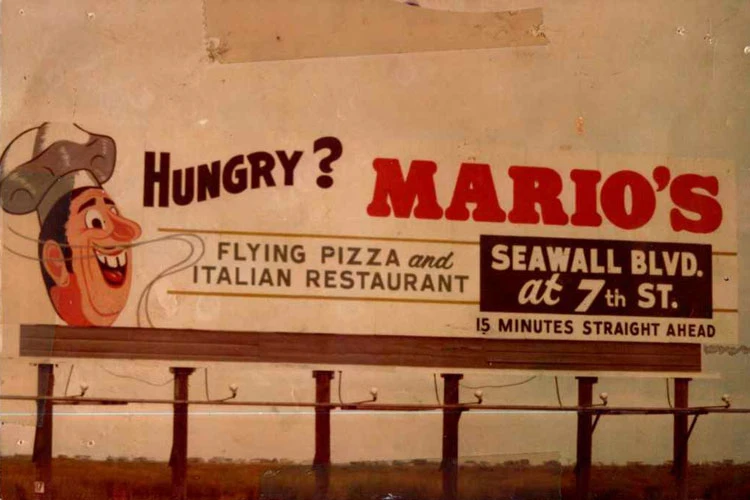 HUNGRY?
MARIO'S
FLYING PIZZA and
ITALIAN RESTAURANT
SEAWALL BLVD.
at 7th ST.
15 MINUTES STRAIGHT AHEAD